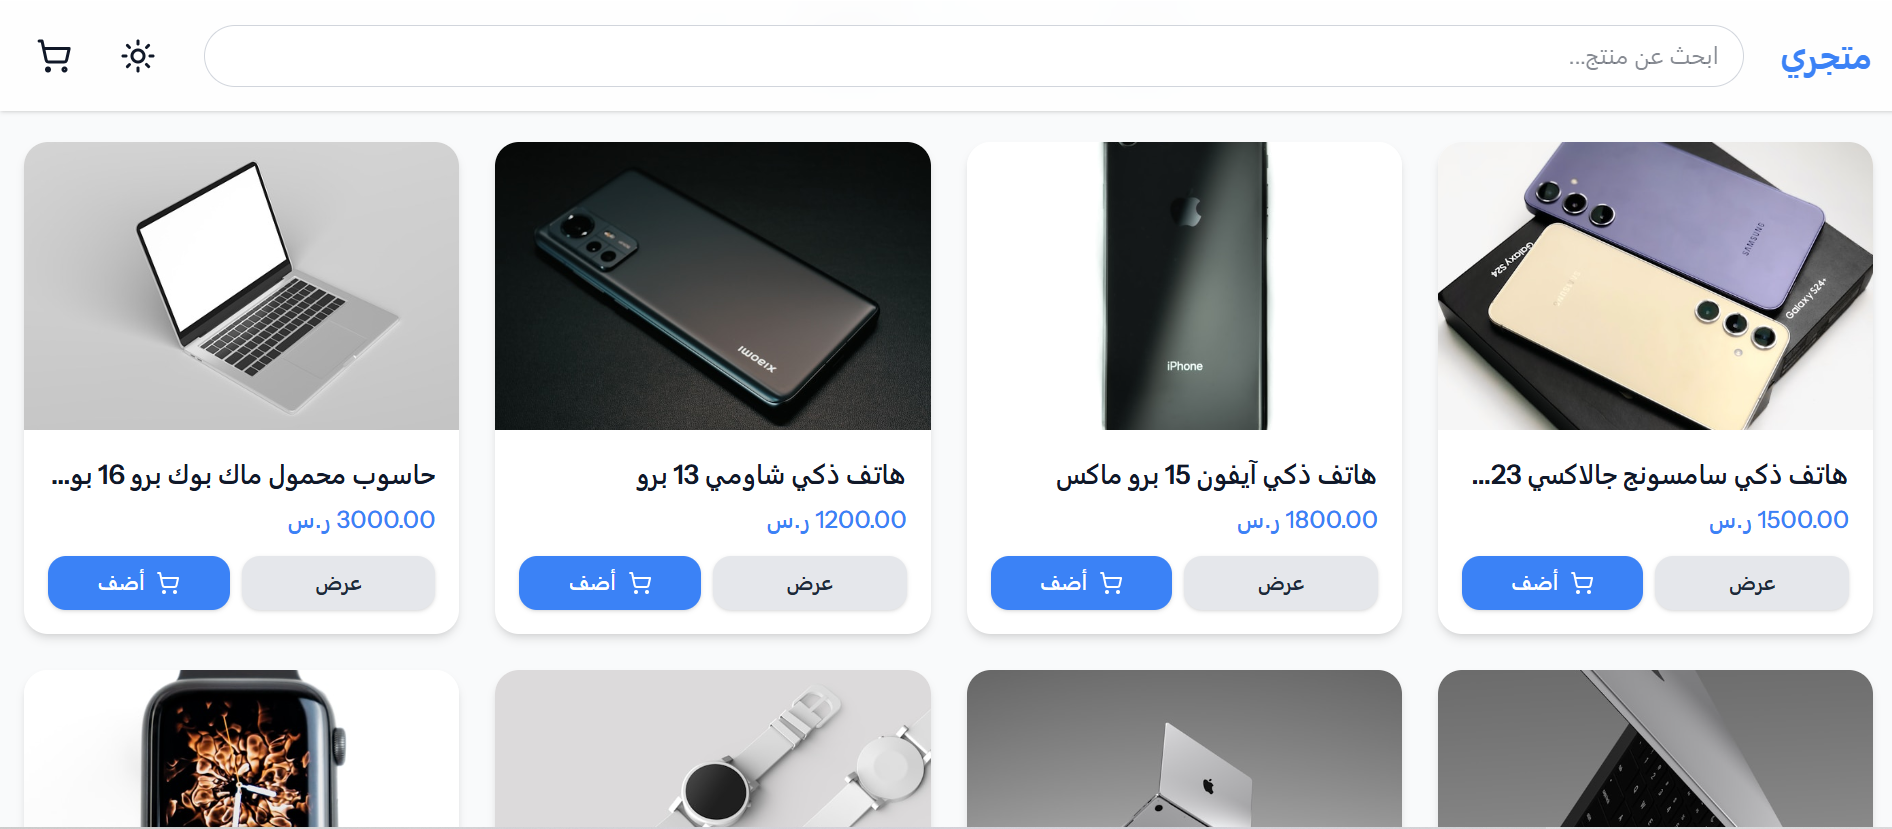 متجري
ابحث عن منتج...
SAMSUNG
Galaxy S24
Galaxy S24+
iPhone
xiaomi
هاتف ذكي سامسونج جالاكسي 23...
هاتف ذكي آيفون 15 برو ماكس
هاتف ذكي شاومي 13 برو
حاسوب محمول ماك بوك برو 16 بو...
1500.00 ر.س
1800.00 ر.س
1200.00 ر.س
3000.00 ر.س
عرض
أضف
عرض
أضف
عرض
أضف
عرض
أضف